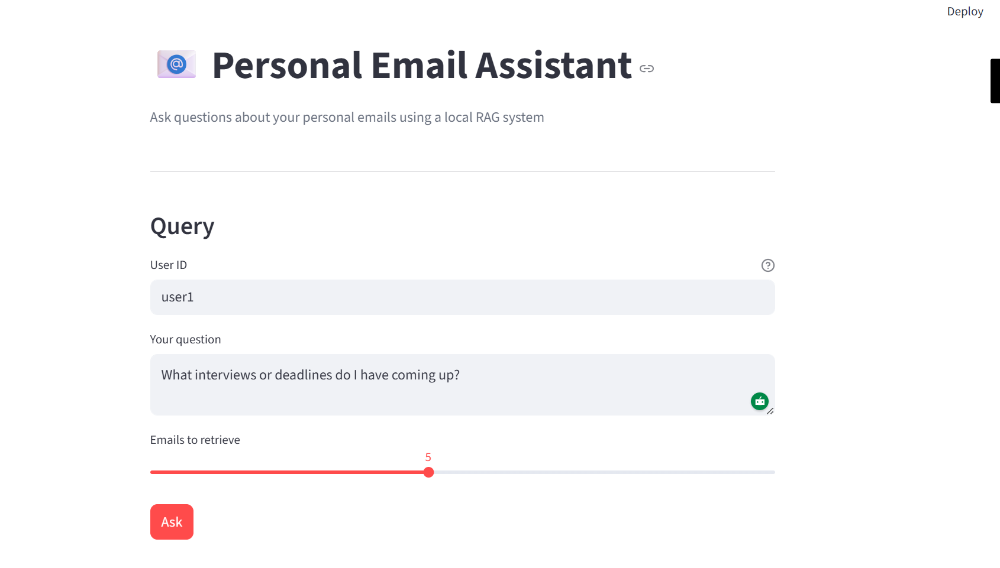 Deploy
Personal Email Assistant
Ask questions about your personal emails using a local RAG system
Query
User ID
user1
Your question
What interviews or deadlines do I have coming up?
Emails to retrieve
5
Ask